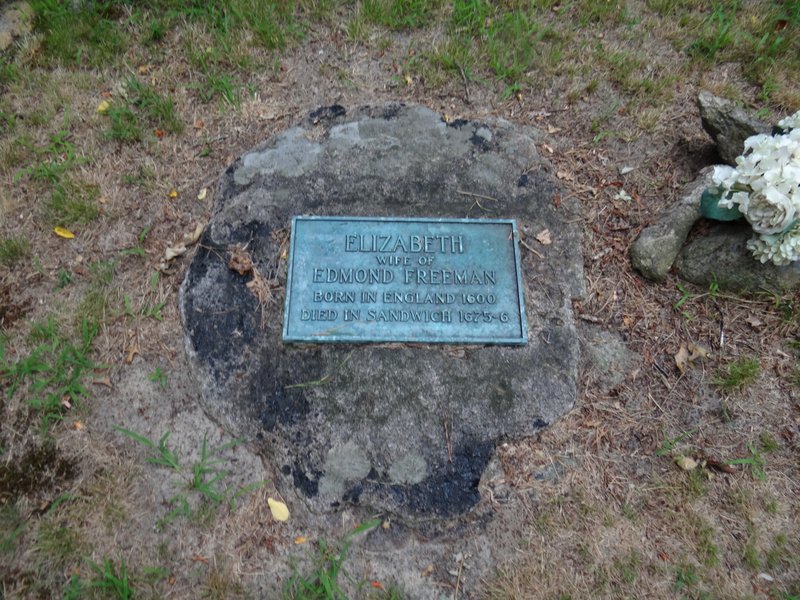 ELIZABETH
WIFE OF
EDMOND FREEMAN
BORN IN ENGLAND 1600
DIED IN SANDWICH 1675-6